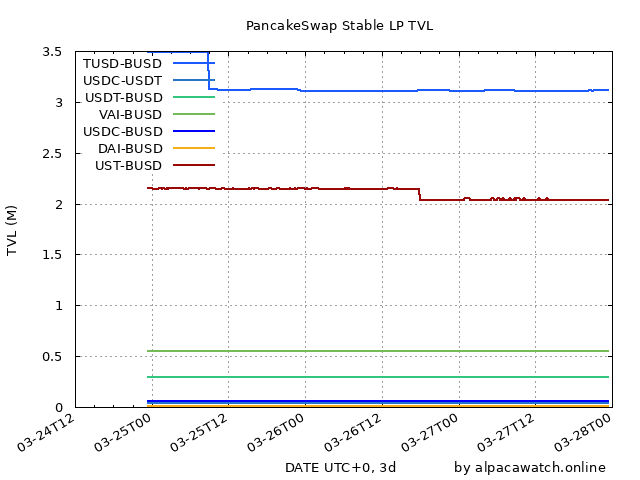 PancakeSwap Stable LP TVL
3.5
3
2.5
2
1.5
1
0.5
0
TVL (M)
TUSD-BUSD
USDC-USDT
USDT-BUSD
VAI-BUSD
USDC-BUSD
DAI-BUSD
UST-BUSD
03-24T12
03-25T00
03-25T12
03-26T00
03-26T12
03-27T00
03-27T12
03-28T00
DATE UTC+0, 3d
by alpacawatch.online